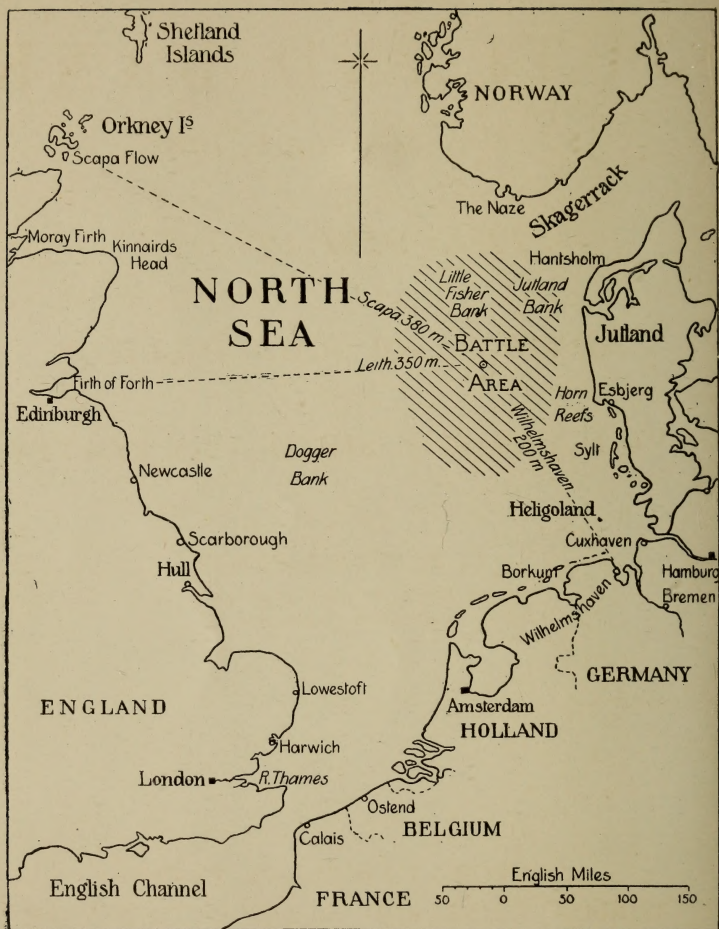 Shetland
Islands
NORWAY
Orkney Is
Scapa Flow
The Naze
Skagerrack
Moray Firth
Kinnairds
Head
Hantsholm
NORTH
SEA
Little
Fisher
Bank
Jutland
Bank
Scapa 380 m.
BATTLE
AREA
Jutland
Leith. 350 m.
Firth of Forth
Edinburgh
Horn
Reefs
Esbjerg
Wilhelmshaven
200 m
Sylt
Dogger
Bank
Newcastle
Heligoland
Scarborough
Cuxhaven
Hull
Borkum
Hamburg
Bremen
Wilhelmshaven
GERMANY
Lowestoft
ENGLAND
Amsterdam
HOLLAND
Harwich
London
R. Thames
Ostend
Calais
BELGIUM
English Channel
FRANCE
English Miles
50 0 50 100 150